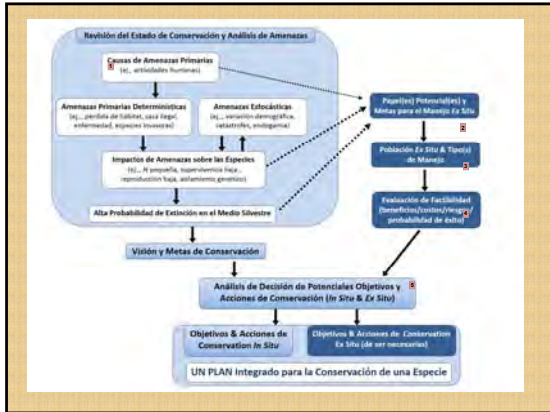 Revisión del Estado de Conservación y Análisis de Amenazas
Causas de Amenazas Primarias
(ej., actividades humanas)
1
Amenazas Primarias Determinísticas
(ej., pérdida de hábitat, caza ilegal,
enfermedad, especies invasoras)
Amenazas Estocásticas
(ej., variación demográfica,
catástrofes, endogamia)
Impactos de Amenazas sobre las Especies
(ej., N pequeña, supervivencia baja,
reproducción baja, aislamiento genético)
Alta Probabilidad de Extinción en el Medio Silvestre
Papel(es) Potencial(es) y
Metas para el Manejo Ex Situ
2
Población Ex Situ & Tipo(s)
de Manejo
3
Evaluación de Factibilidad
(beneficios/costos/riesgos/
probabilidad de éxito)
4
Visión y Metas de Conservación
Análisis de Decisión de Potenciales Objetivos y
Acciones de Conservación (In Situ & Ex Situ)
5
Objetivos & Acciones de
Conservation In Situ
Objetivos & Acciones de Conservation
Ex Situ (de ser necesarias)
UN PLAN Integrado para la Conservación de una Especie